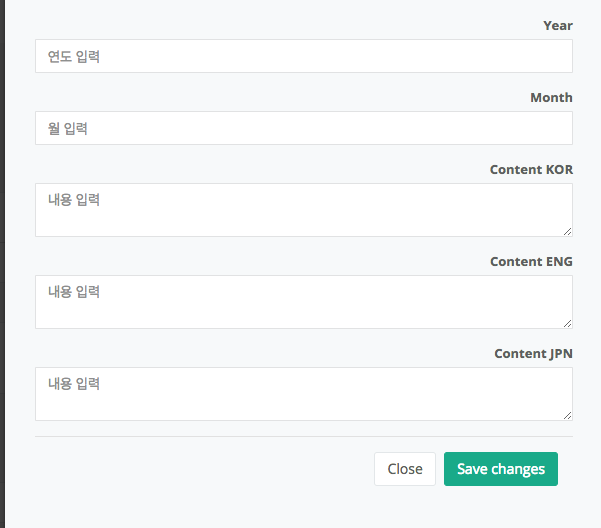 Year
연도 입력
Month
월 입력
Content KOR
내용 입력
Content ENG
내용 입력
Content JPN
내용 입력
Close Save changes